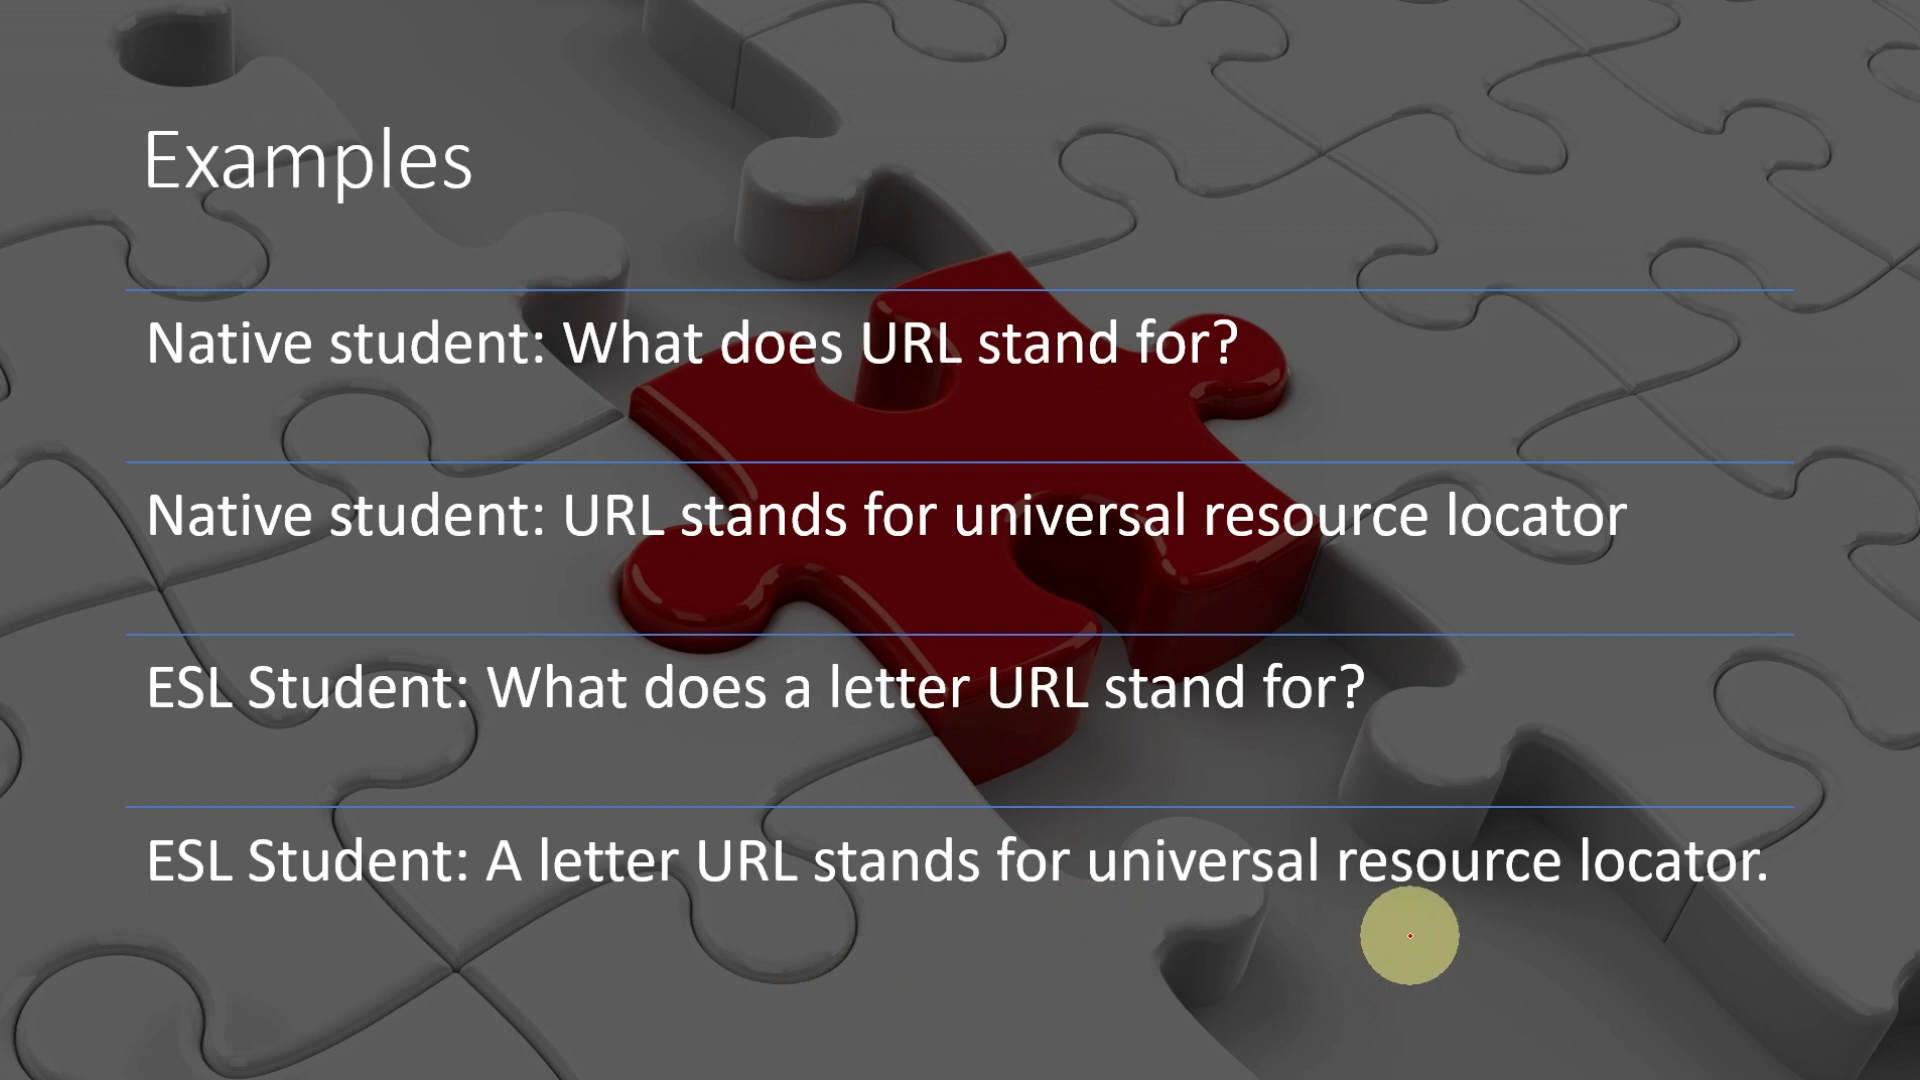 Examples
Native student: What does URL stand for?
Native student: URL stands for universal resource locator
ESL Student: What does a letter URL stand for?
ESL Student: A letter URL stands for universal resource locator.